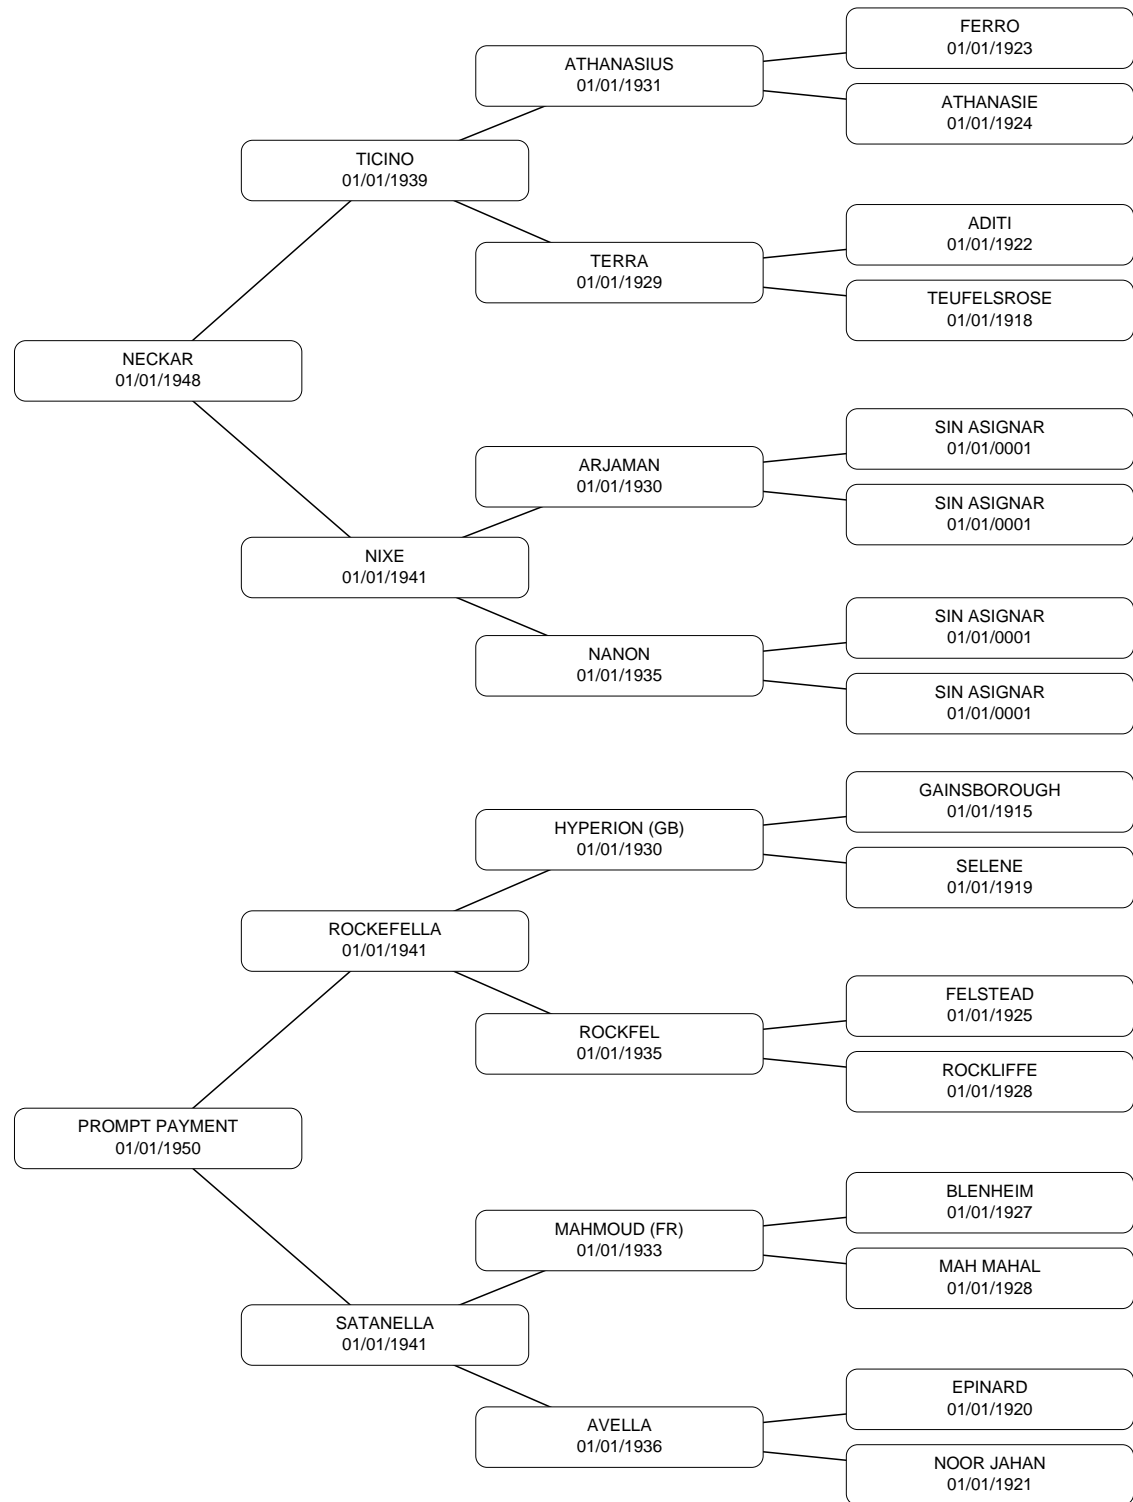 FERRO
01/01/1923
ATHANASIUS
01/01/1931
ATHANASIE
01/01/1924
TICINO
01/01/1939
ADITI
01/01/1922
TERRA
01/01/1929
TEUFELSROSE
01/01/1918
NECKAR
01/01/1948
SIN ASIGNAR
01/01/0001
ARJAMAN
01/01/1930
SIN ASIGNAR
01/01/0001
NIXE
01/01/1941
SIN ASIGNAR
01/01/0001
NANON
01/01/1935
SIN ASIGNAR
01/01/0001
GAINSBOROUGH
01/01/1915
HYPERION (GB)
01/01/1930
SELENE
01/01/1919
ROCKEFELLA
01/01/1941
FELSTEAD
01/01/1925
ROCKFEL
01/01/1935
ROCKLIFFE
01/01/1928
PROMPT PAYMENT
01/01/1950
BLENHEIM
01/01/1927
MAHMOUD (FR)
01/01/1933
MAH MAHAL
01/01/1928
SATANELLA
01/01/1941
EPINARD
01/01/1920
AVELLA
01/01/1936
NOOR JAHAN
01/01/1921